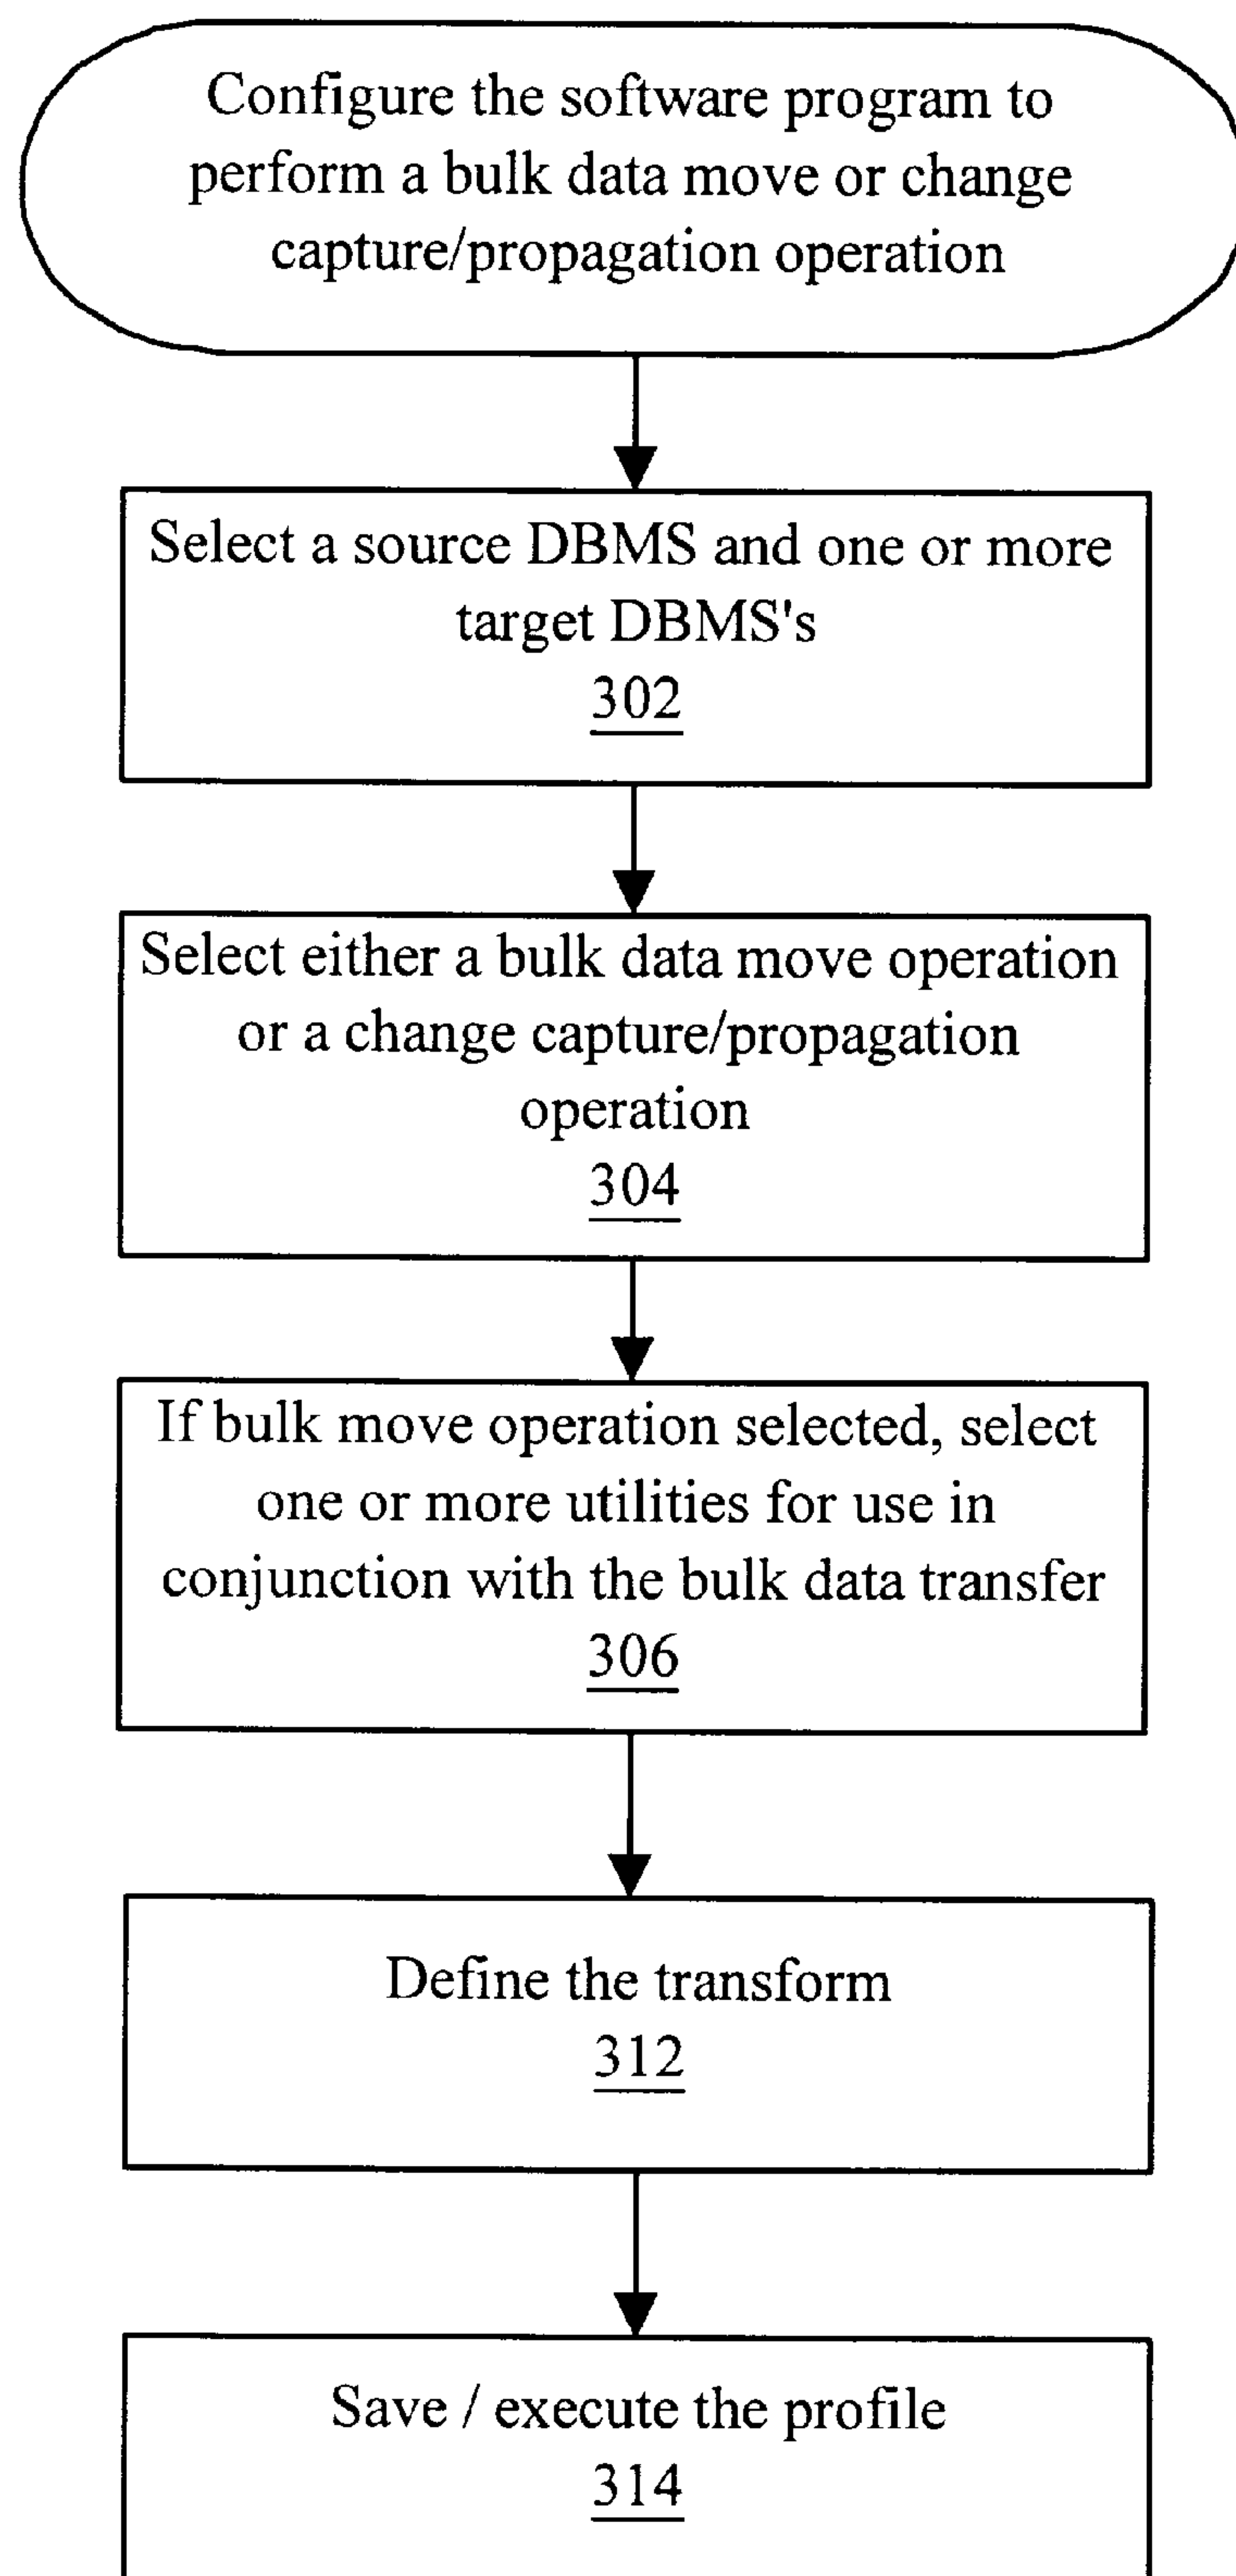 Configure the software program to
perform a bulk data move or change
capture/propagation operation
Select a source DBMS and one or more
target DBMS's
302
Select either a bulk data move operation
or a change capture/propagation
operation
304
If bulk move operation selected, select
one or more utilities for use in
conjunction with the bulk data transfer
306
Define the transform
312
Save / execute the profile
314